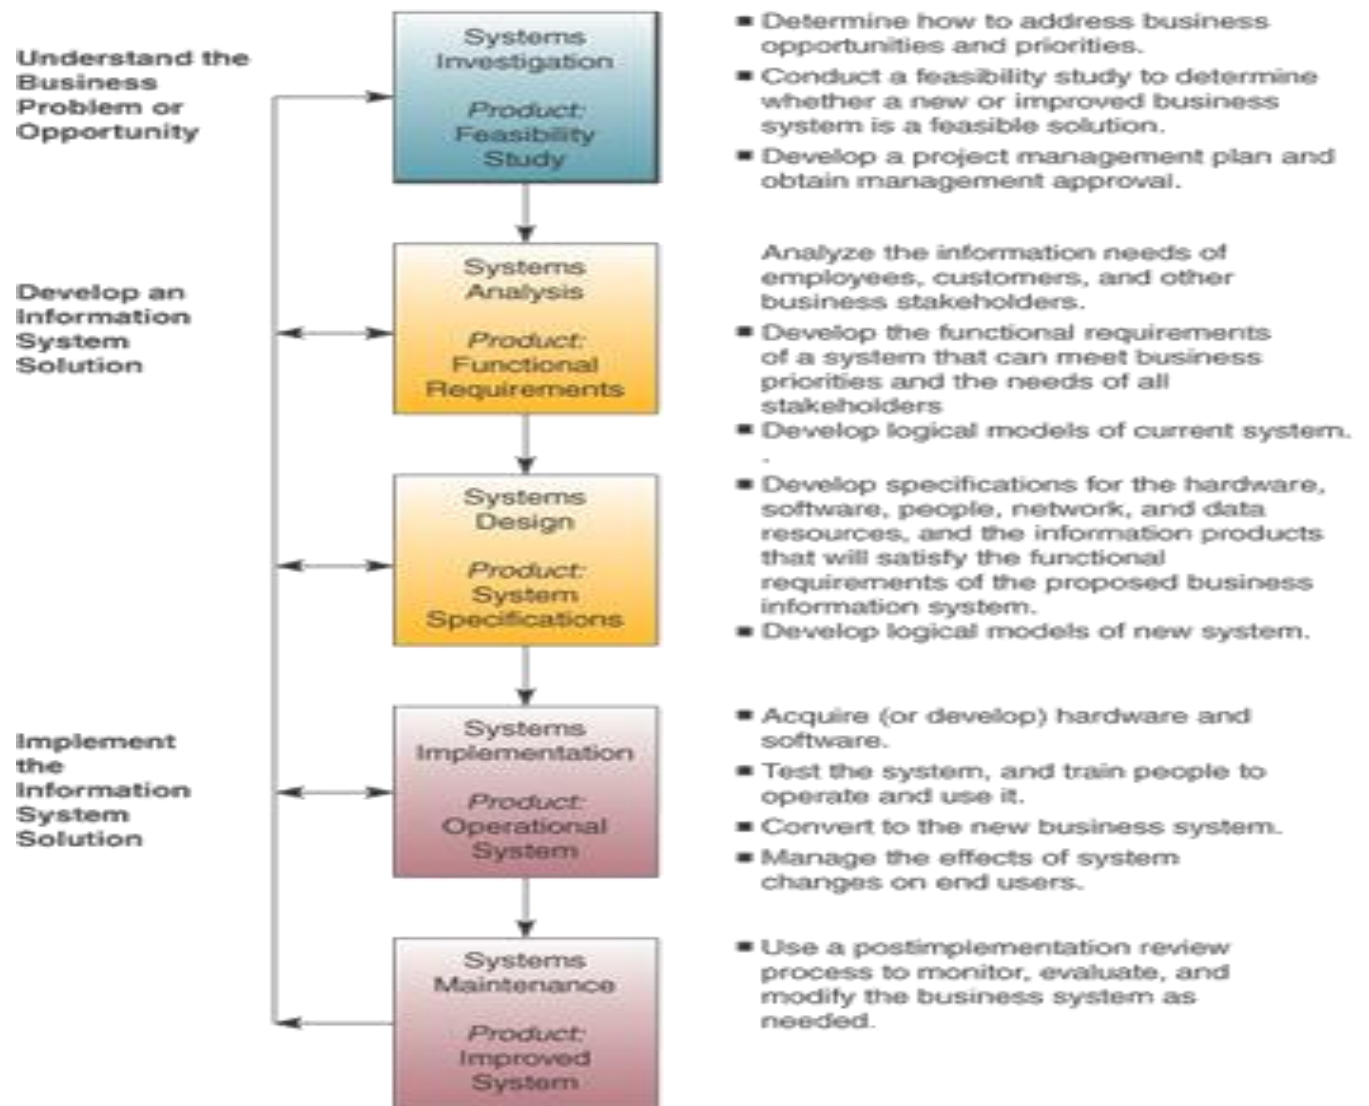 Understand the
Business
Problem or
Opportunity
Systems
Investigation
Product:
Feasibility
Study
■ Determine how to address business
opportunities and priorities.
■ Conduct a feasibility study to determine
whether a new or improved business
system is a feasible solution.
■ Develop a project management plan and
obtain management approval.
Develop an
Information
System
Solution
Systems
Analysis
Product:
Functional
Requirements
Analyze the information needs of
employees, customers, and other
business stakeholders.
■ Develop the functional requirements
of a system that can meet business
priorities and the needs of all
stakeholders
■ Develop logical models of current system.
.
Systems
Design
Product:
System
Specifications
■ Develop specifications for the hardware,
software, people, network, and data
resources, and the information products
that will satisfy the functional
requirements of the proposed business
information system.
■ Develop logical models of new system.
Implement
the
Information
System
Solution
Systems
Implementation
Product:
Operational
System
■ Acquire (or develop) hardware and
software.
■ Test the system, and train people to
operate and use it.
■ Convert to the new business system.
■ Manage the effects of system
changes on end users.
Systems
Maintenance
Product:
Improved
System
■ Use a postimplementation review
process to monitor, evaluate, and
modify the business system as
needed.